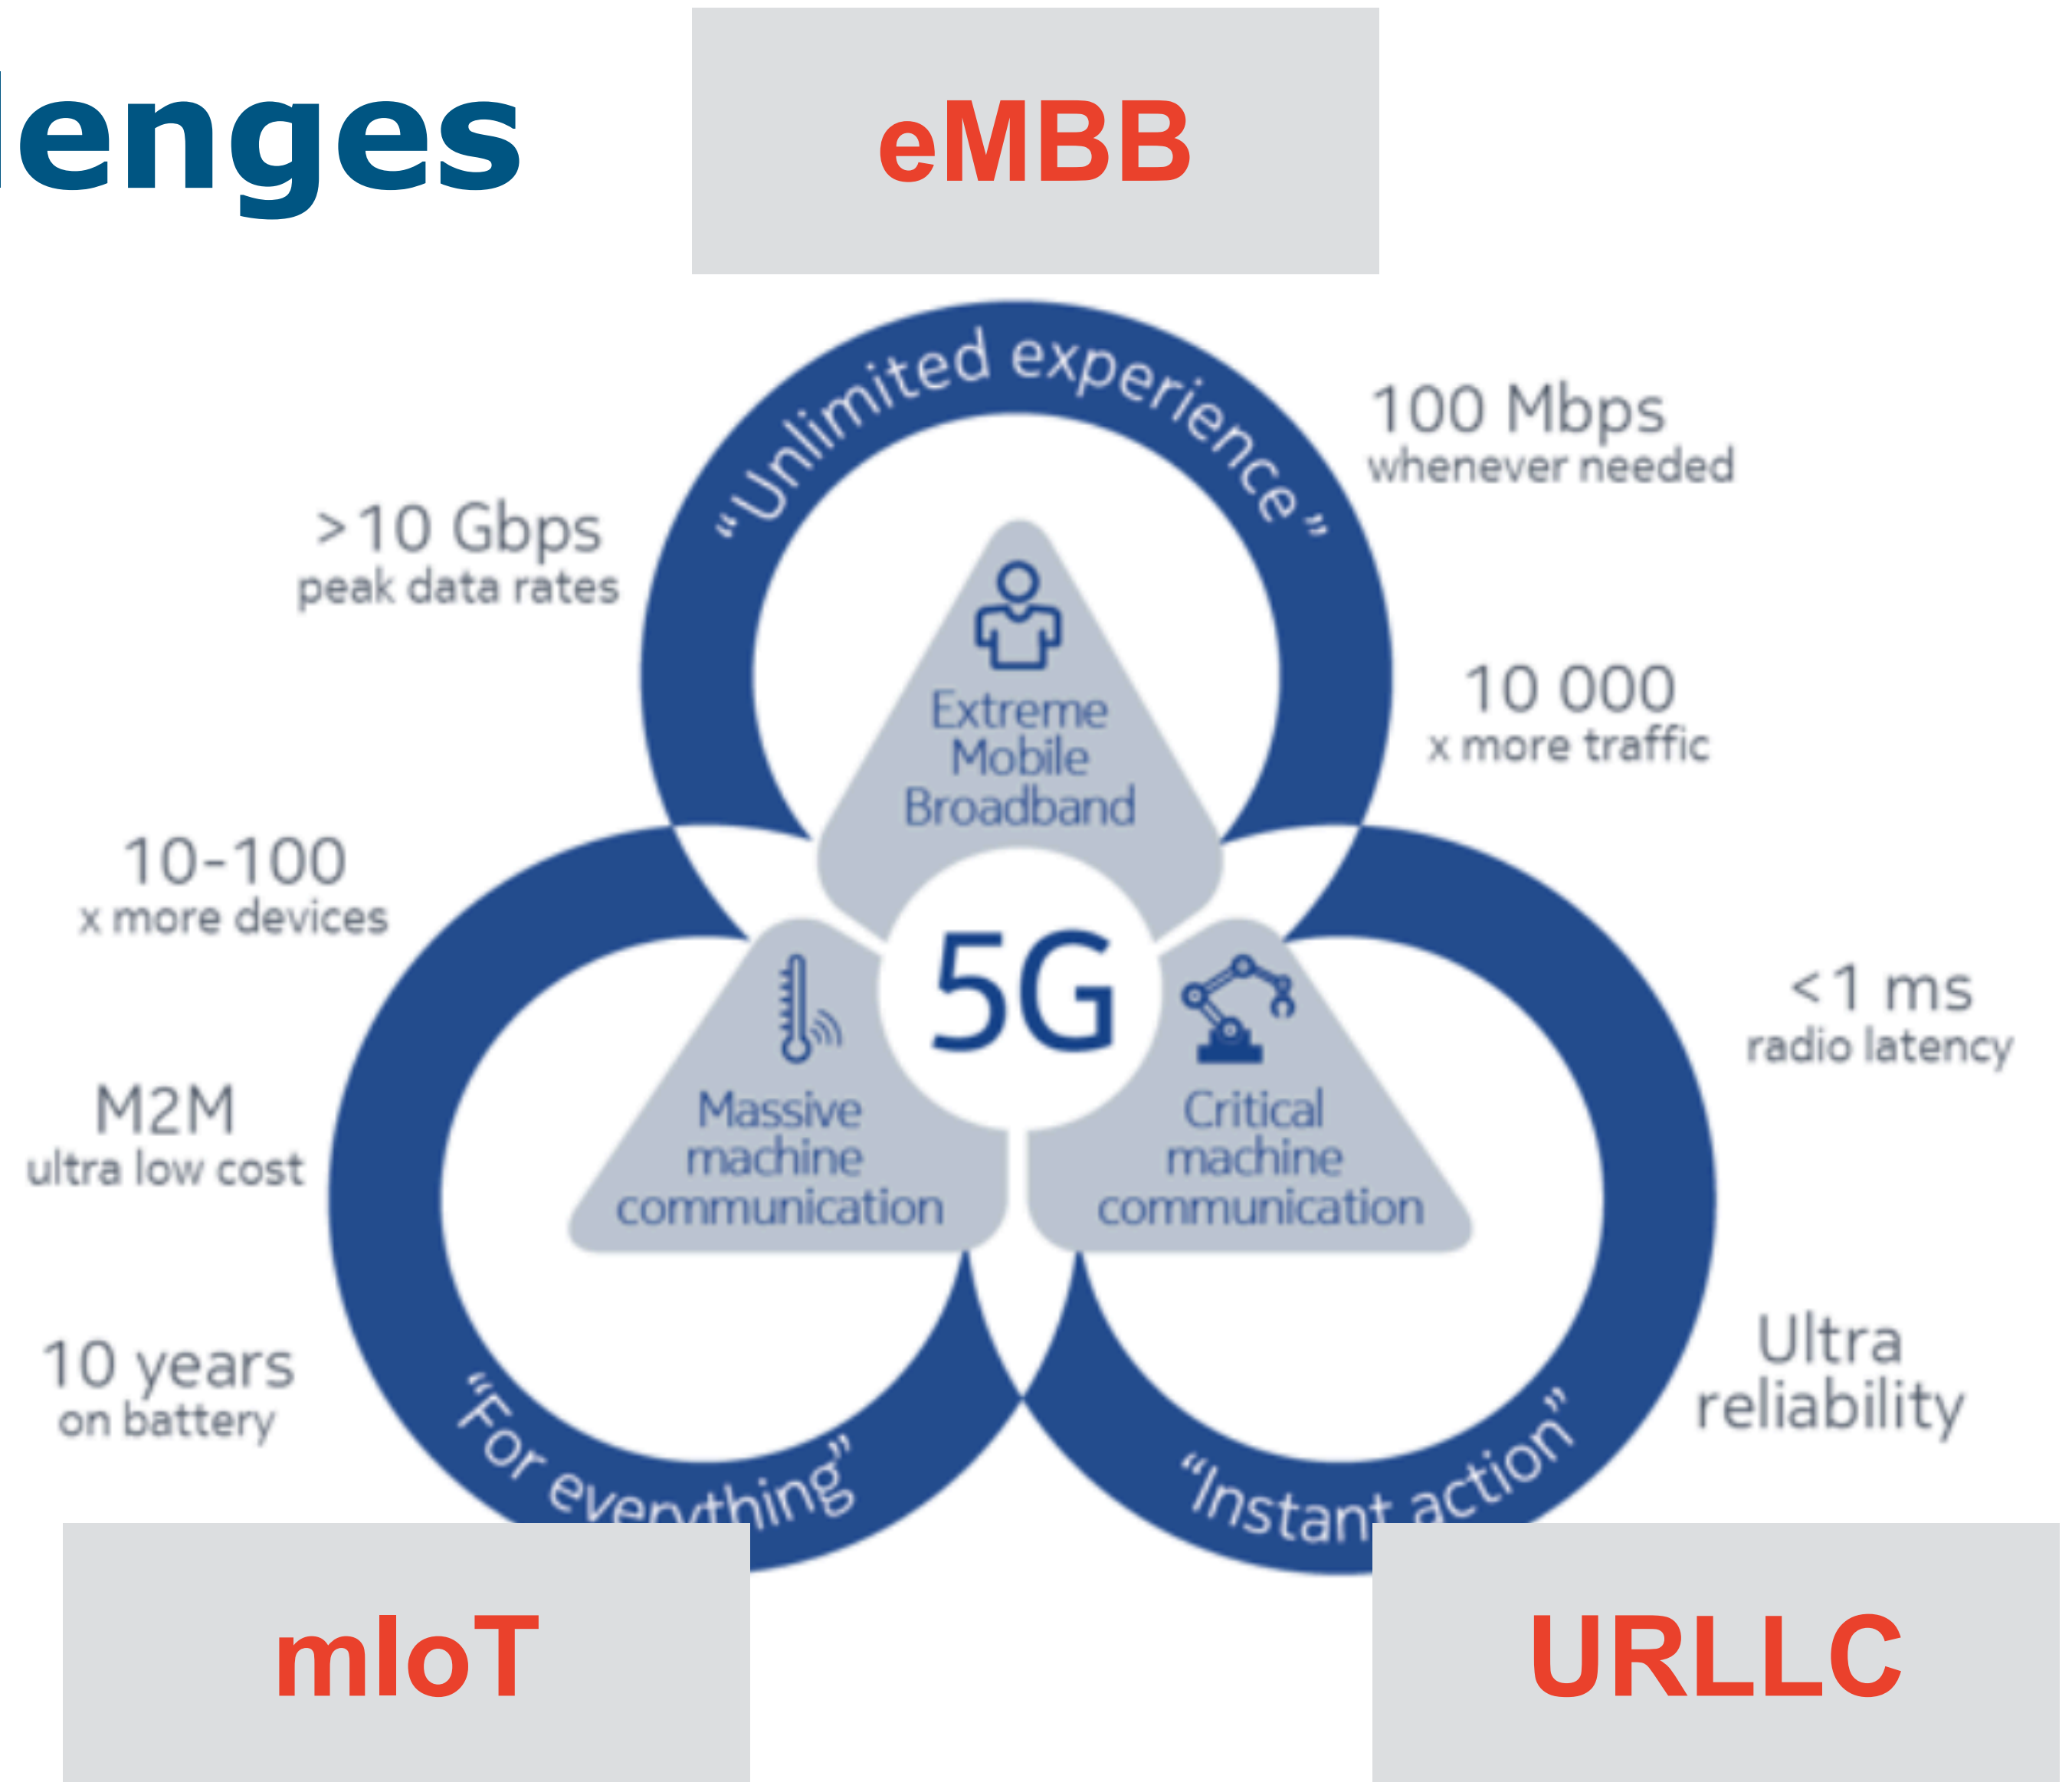 lenges
eMBB
“Unlimited experience”
100 Mbps
whenever needed
>10 Gbps
peak data rates
10 000
x more traffic
Extreme
Mobile
Broadband
10-100
x more devices
5G
<1 ms
radio latency
M2M
ultra low cost
Massive
machine
communication
Critical
machine
communication
10 years
on battery
Ultra
reliability
“For everything”
“Instant action”
mIoT
URLLC